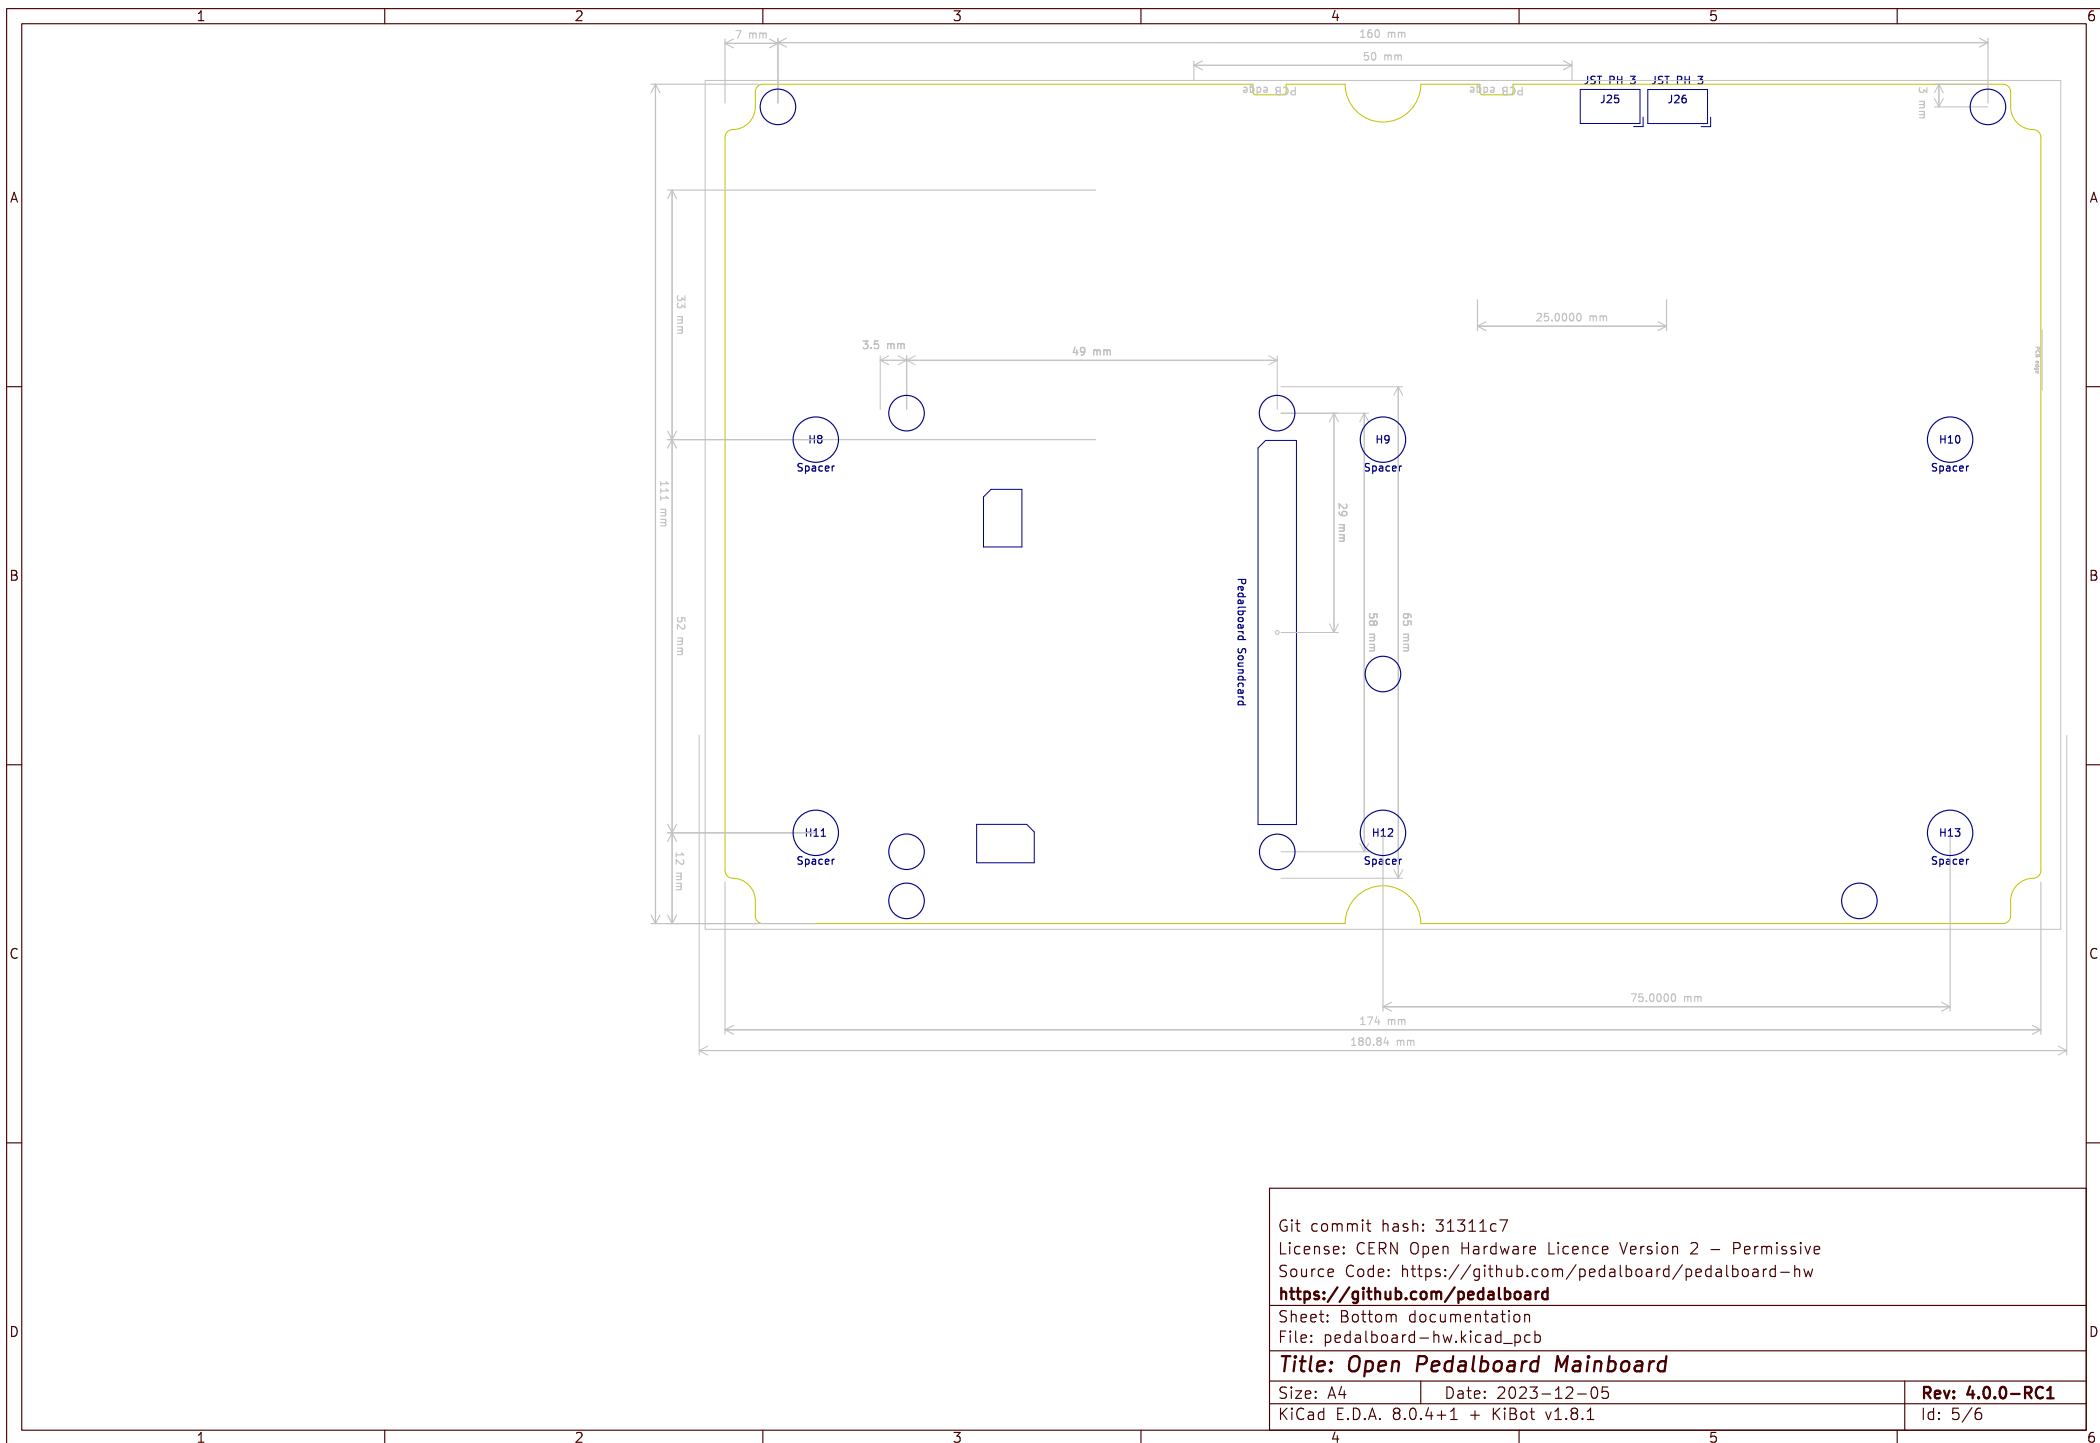 1 2 3 4 5 6
7 mm
160 mm
50 mm
PCB edge
PCB edge
JST PH 3
JST PH 3
J25
J26
3 mm
A
A
33 mm
25.0000 mm
3.5 mm
49 mm
PCB edge
H8
Spacer
H9
Spacer
H10
Spacer
111 mm
29 mm
B
B
Pedalboard Soundcard
52 mm
58 mm
65 mm
H11
Spacer
H12
Spacer
H13
Spacer
12 mm
C
C
75.0000 mm
174 mm
180.84 mm
Git commit hash: 31311c7
License: CERN Open Hardware Licence Version 2 - Permissive
Source Code: https://github.com/pedalboard/pedalboard-hw
https://github.com/pedalboard
Sheet: Bottom documentation
D
D
File: pedalboard-hw.kicad_pcb
Title: Open Pedalboard Mainboard
Size: A4
Date: 2023-12-05
Rev: 4.0.0-RC1
KiCad E.D.A. 8.0.4+1 + KiBot v1.8.1
Id: 5/6
1 2 3 4 5 6